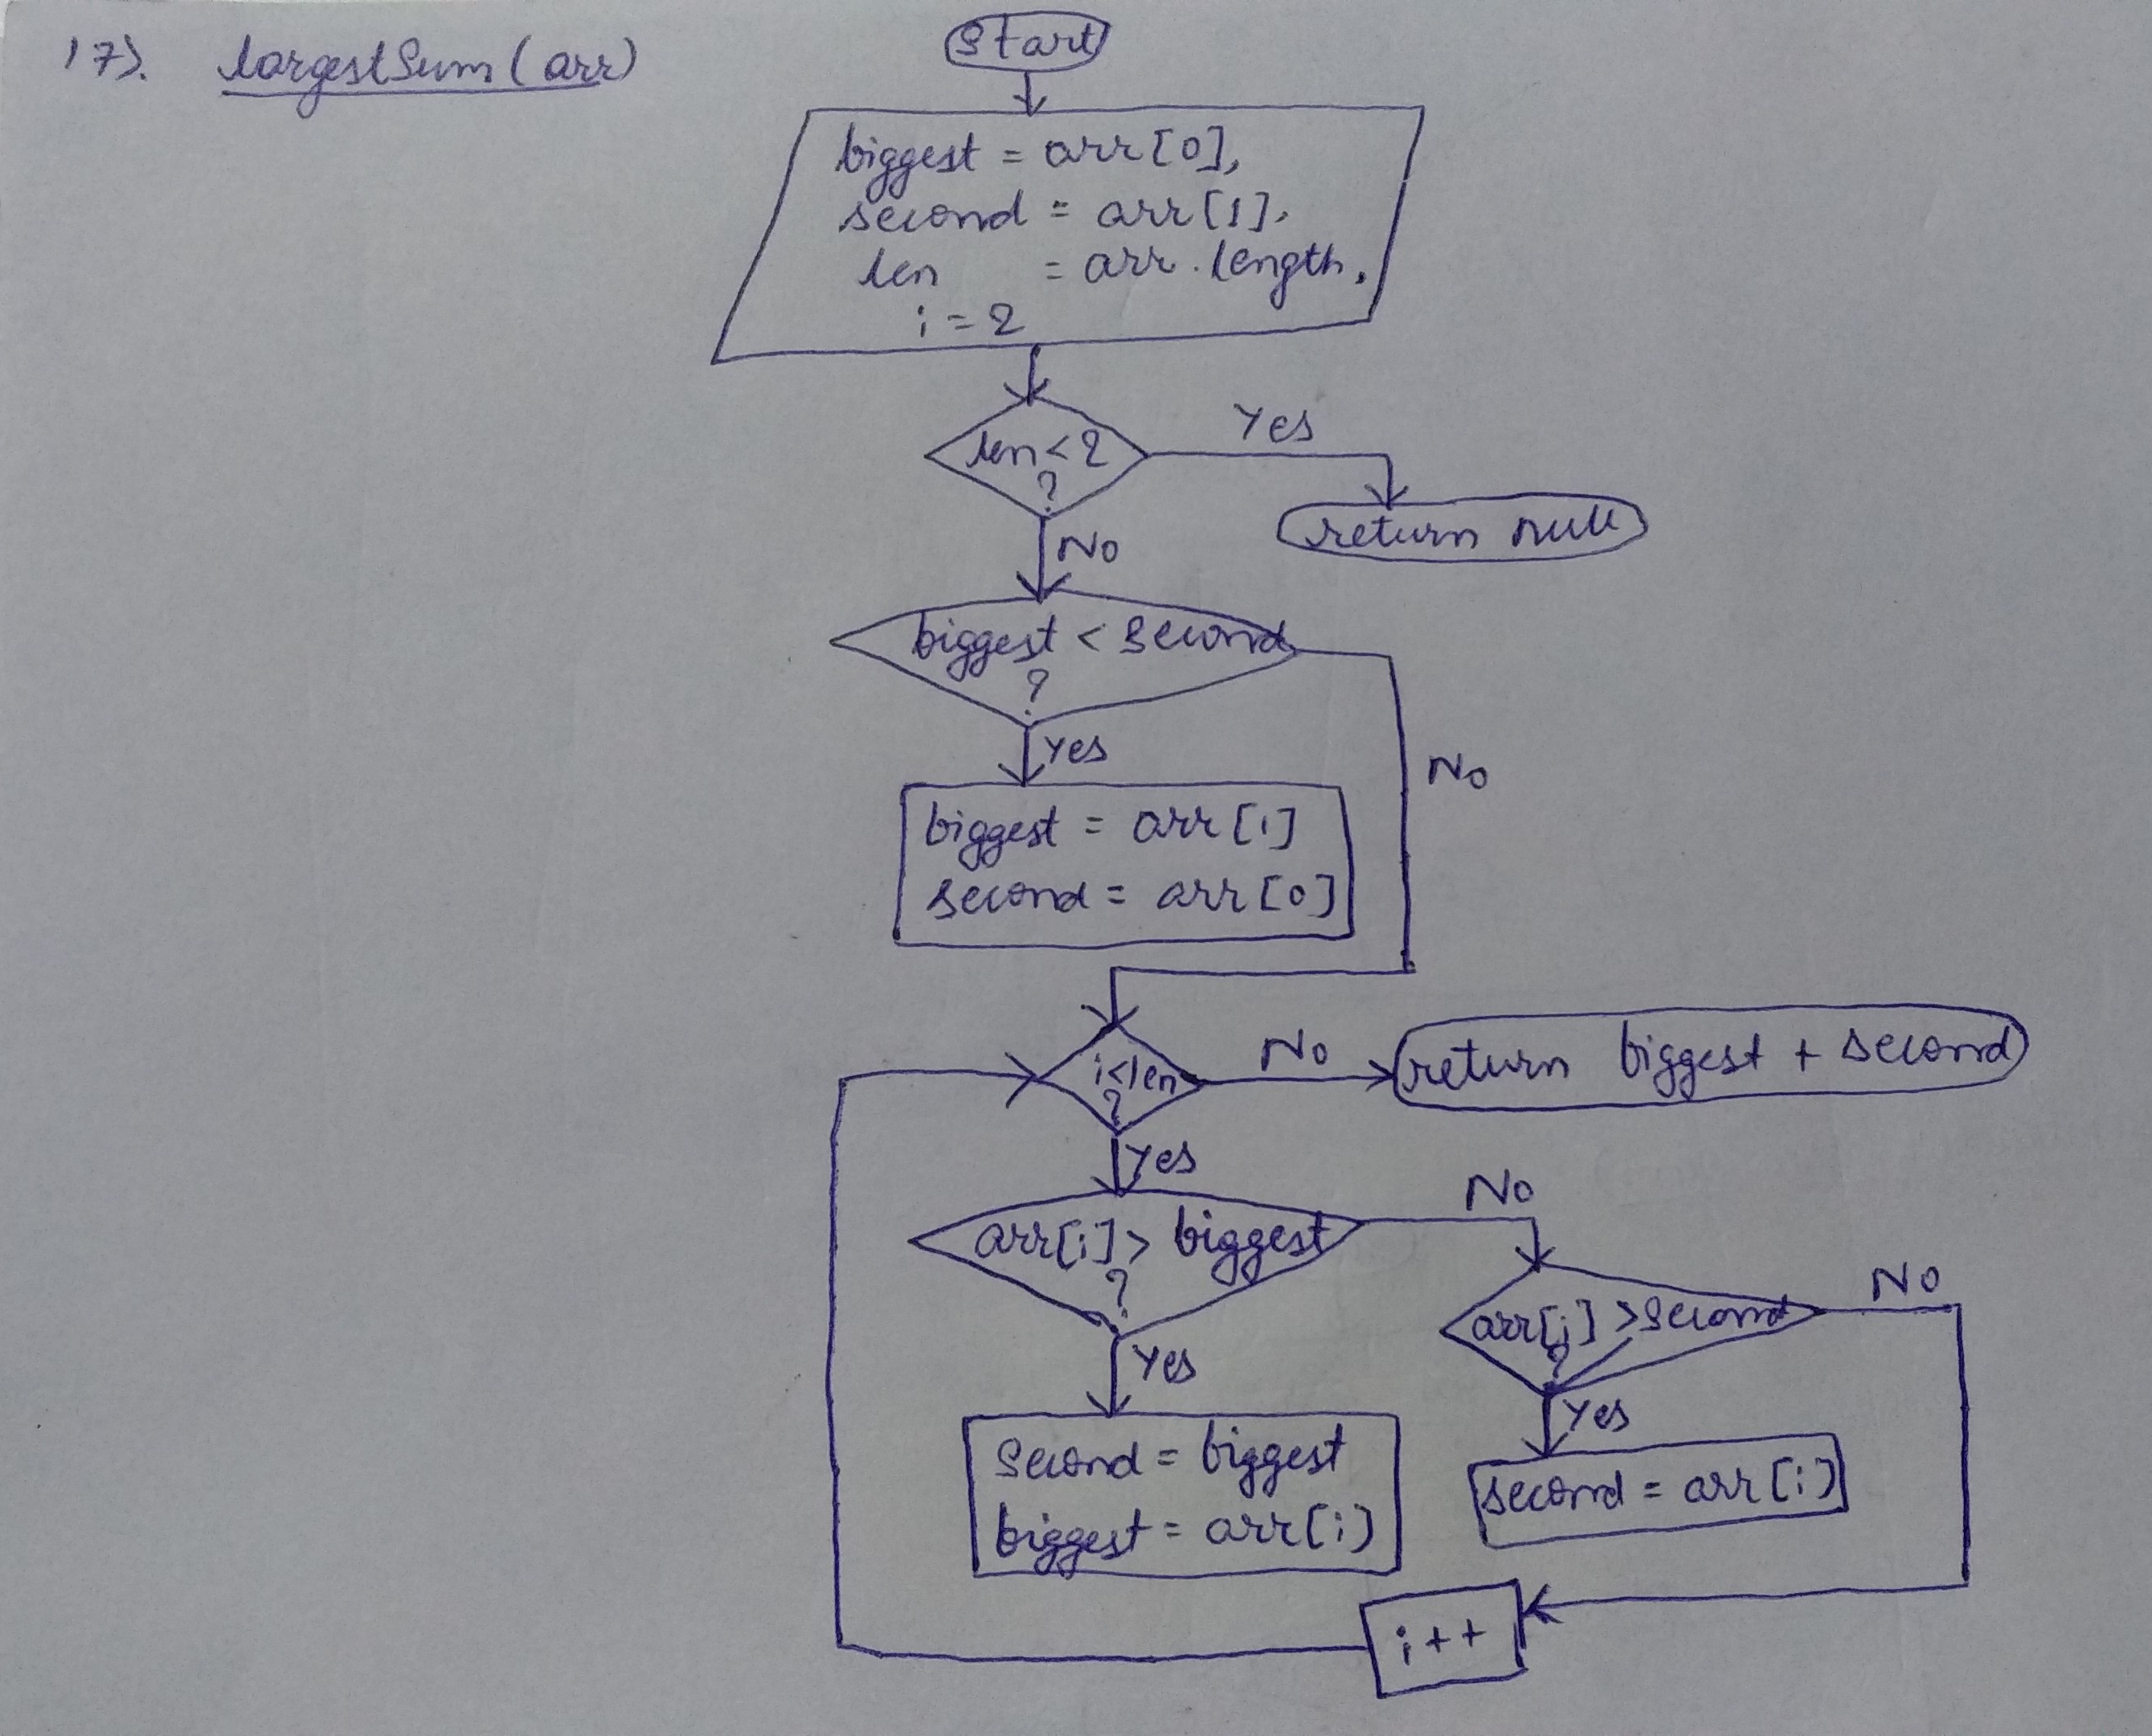 17). largestSum(arr)
Start
biggest = arr[0],
second = arr[1],
len = arr.length,
i = 2
len < 2
?
Yes
return null
No
biggest < second
?
Yes
No
biggest = arr[1]
second = arr[0]
i<len
?
No
return biggest + second
Yes
arr[i] > biggest
?
No
arr[i] > second
?
No
Yes
Yes
second = biggest
biggest = arr[i]
second = arr[i]
i++